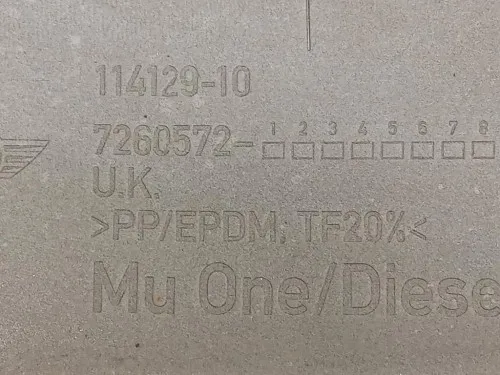 114129-10
7260572- 1 2 3 4 5 6 7 8
U.K.
>PP/EPDM; TF20%<
Mu One/Diese